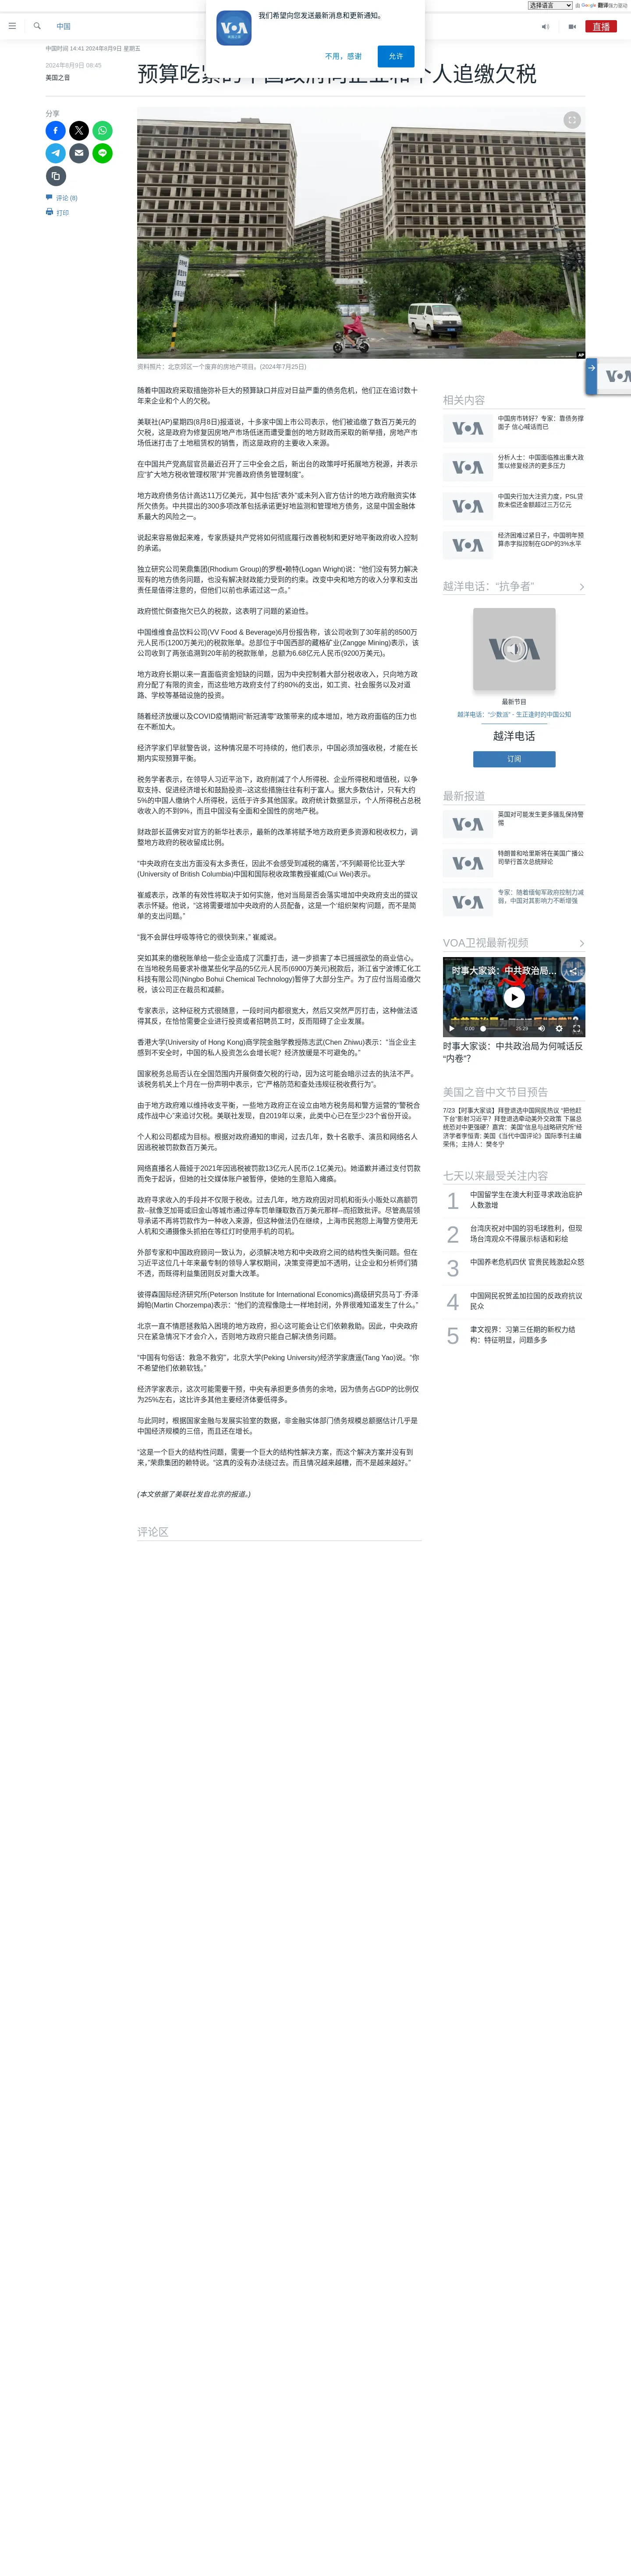 选择语言 由 Google 翻译强力驱动
我们希望向您发送最新消息和更新通知。
不用，感谢
允许
VOA
中国
直播
中国时间 14:41 2024年8月9日 星期五
2024年8月9日 08:45
美国之音
预算吃紧的中国政府向企业和个人追缴欠税
分享
评论 (8)
打印
AP
资料照片：北京郊区一个废弃的房地产项目。(2024年7月25日)
随着中国政府采取措施弥补巨大的预算缺口并应对日益严重的债务危机，他们正在追讨数十
年来企业和个人的欠税。
美联社(AP)星期四(8月8日)报道说，十多家中国上市公司表示，他们被追缴了数百万美元的
欠税，这是政府为修复因房地产市场低迷而遭受重创的地方财政而采取的新举措，房地产市
场低迷打击了土地租赁权的销售，而这是政府的主要收入来源。
在中国共产党高层官员最近召开了三中全会之后，新出台的政策呼吁拓展地方税源，并表示
应“扩大地方税收管理权限”并“完善政府债务管理制度”。
地方政府债务估计高达11万亿美元，其中包括“表外”或未列入官方估计的地方政府融资实体
所欠债务。中共提出的300多项改革包括承诺更好地监测和管理地方债务，这是中国金融体
系最大的风险之一。
说起来容易做起来难，专家质疑共产党将如何彻底履行改善税制和更好地平衡政府收入控制
的承诺。
独立研究公司荣鼎集团(Rhodium Group)的罗根•赖特(Logan Wright)说：“他们没有努力解决
现有的地方债务问题，也没有解决财政能力受到的约束。改变中央和地方的收入分享和支出
责任是值得注意的，但他们以前也承诺过这一点。”
政府慌忙倒查拖欠已久的税款，这表明了问题的紧迫性。
中国维维食品饮料公司(VV Food & Beverage)6月份报告称，该公司收到了30年前的8500万
元人民币(1200万美元)的税款账单。总部位于中国西部的藏格矿业(Zangge Mining)表示，该
公司收到了两张追溯到20年前的税款账单，总额为6.68亿元人民币(9200万美元)。
地方政府长期以来一直面临资金短缺的问题，因为中央控制着大部分税收收入，只向地方政
府分配了有限的资金，而这些地方政府支付了约80%的支出，如工资、社会服务以及对道
路、学校等基础设施的投资。
随着经济放缓以及COVID疫情期间“新冠清零”政策带来的成本增加，地方政府面临的压力也
在不断加大。
经济学家们早就警告说，这种情况是不可持续的，他们表示，中国必须加强收税，才能在长
期内实现预算平衡。
税务学者表示，在领导人习近平治下，政府削减了个人所得税、企业所得税和增值税，以争
取支持、促进经济增长和鼓励投资--这这些措施往往有利于富人。据大多数估计，只有大约
5%的中国人缴纳个人所得税，远低于许多其他国家。政府统计数据显示，个人所得税占总税
收收入的不到9%，而且中国没有全面和全国性的房地产税。
财政部长蓝佛安对官方的新华社表示，最新的改革将赋予地方政府更多资源和税收权力，调
整地方政府的税收留成比例。
“中央政府在支出方面没有太多责任，因此不会感受到减税的痛苦，”不列颠哥伦比亚大学
(University of British Columbia)中国和国际税收政策教授崔威(Cui Wei)表示。
崔威表示，改革的有效性将取决于如何实施，他对当局是否会落实增加中央政府支出的提议
表示怀疑。他说，“这将需要增加中央政府的人员配备，这是一个‘组织架构’问题，而不是简
单的支出问题。”
“我不会屏住呼吸等待它的很快到来，” 崔威说。
突如其来的缴税账单给一些企业造成了沉重打击，进一步损害了本已摇摇欲坠的商业信心。
在当地税务局要求补缴某些化学品的5亿元人民币(6900万美元)税款后，浙江省宁波博汇化工
科技有限公司(Ningbo Bohui Chemical Technology)暂停了大部分生产。为了应付当局追缴欠
税，该公司正在裁员和减薪。
专家表示，这种征税方式很随意，一段时间内都很宽大，然后又突然严厉打击，这种做法适
得其反，在恰恰需要企业进行投资或者招聘员工时，反而阻碍了企业发展。
香港大学(University of Hong Kong)商学院金融学教授陈志武(Chen Zhiwu)表示：“当企业主
感到不安全时，中国的私人投资怎么会增长呢？经济放缓是不可避免的。”
国家税务总局否认在全国范围内开展倒查欠税的行动，因为这可能会暗示过去的执法不严。
该税务机关上个月在一份声明中表示，它“严格防范和查处违规征税收费行为”。
由于地方政府难以维持收支平衡，一些地方政府正在设立由地方税务局和警方运营的“警税合
成作战中心”来追讨欠税。美联社发现，自2019年以来，此类中心已在至少23个省份开设。
个人和公司都成为目标。根据对政府通知的审阅，过去几年，数十名歌手、演员和网络名人
因逃税被罚款数百万美元。
网络直播名人薇娅于2021年因逃税被罚款13亿元人民币(2.1亿美元)。她道歉并通过支付罚款
而免于起诉，但她的社交媒体账户被暂停，使她的生意陷入瘫痪。
政府寻求收入的手段并不仅限于税收。过去几年，地方政府因对司机和街头小贩处以高额罚
款--就像芝加哥或旧金山等城市通过停车罚单赚取数百万美元那样--而招致批评。尽管高层领
导承诺不再将罚款作为一种收入来源，但这种做法仍在继续，上海市民抱怨上海警方使用无
人机和交通摄像头抓拍在等红灯时使用手机的司机。
外部专家和中国政府顾问一致认为，必须解决地方和中央政府之间的结构性失衡问题。但在
习近平这位几十年来最专制的领导人掌权期间，决策变得更加不透明，让企业和分析师们猜
不透，而既得利益集团则反对重大改革。
彼得森国际经济研究所(Peterson Institute for International Economics)高级研究员马丁·乔泽
姆帕(Martin Chorzempa)表示：“他们的流程像隐士一样地封闭，外界很难知道发生了什么。”
北京一直不情愿拯救陷入困境的地方政府，担心这可能会让它们依赖救助。因此，中央政府
只在紧急情况下才会介入，否则地方政府只能自己解决债务问题。
“中国有句俗话：救急不救穷”，北京大学(Peking University)经济学家唐遥(Tang Yao)说。“你
不希望他们依赖软钱。”
经济学家表示，这次可能需要干预，中央有承担更多债务的余地，因为债务占GDP的比例仅
为25%左右，这比许多其他主要经济体要低得多。
与此同时，根据国家金融与发展实验室的数据，非金融实体部门债务规模总额据估计几乎是
中国经济规模的三倍，而且还在增长。
“这是一个巨大的结构性问题，需要一个巨大的结构性解决方案，而这个解决方案并没有到
来，”荣鼎集团的赖特说。“这真的没有办法绕过去。而且情况越来越糟，而不是越来越好。”
(本文依据了美联社发自北京的报道。)
评论区
相关内容
中国房市转好？专家：靠债务撑面子 信心喊话而已
分析人士：中国面临推出重大政策以修复经济的更多压力
中国央行加大注资力度，PSL贷款未偿还金额超过三万亿元
经济困难过紧日子，中国明年预算赤字拟控制在GDP的3%水平
越洋电话：“抗争者”
最新节目
越洋电话：“少数派” - 生正逢时的中国公知
越洋电话
订阅
最新报道
英国对可能发生更多骚乱保持警惕
特朗普和哈里斯将在美国广播公司举行首次总统辩论
专家：随着缅甸军政府控制力减弱，中国对其影响力不断增强
VOA卫视最新视频
时事大家谈：中共政治局...
0:00
25:29
时事大家谈：中共政治局为何喊话反“内卷”?
美国之音中文节目预告
7/23【时事大家谈】拜登退选中国网民热议 “把他赶下台”影射习近平？拜登退选牵动美外交政策 下届总统恐对中更强硬？嘉宾：美国“信息与战略研究所”经济学者李恒青; 美国《当代中国评论》国际季刊主编荣伟；主持人：樊冬宁
七天以来最受关注内容
1 中国留学生在澳大利亚寻求政治庇护人数激增
2 台湾庆祝对中国的羽毛球胜利，但现场台湾观众不得展示标语和彩绘
3 中国养老危机四伏 官贵民贱激起众怒
4 中国网民祝贺孟加拉国的反政府抗议民众
5 聿文视界：习第三任期的新权力结构：特征明显，问题多多